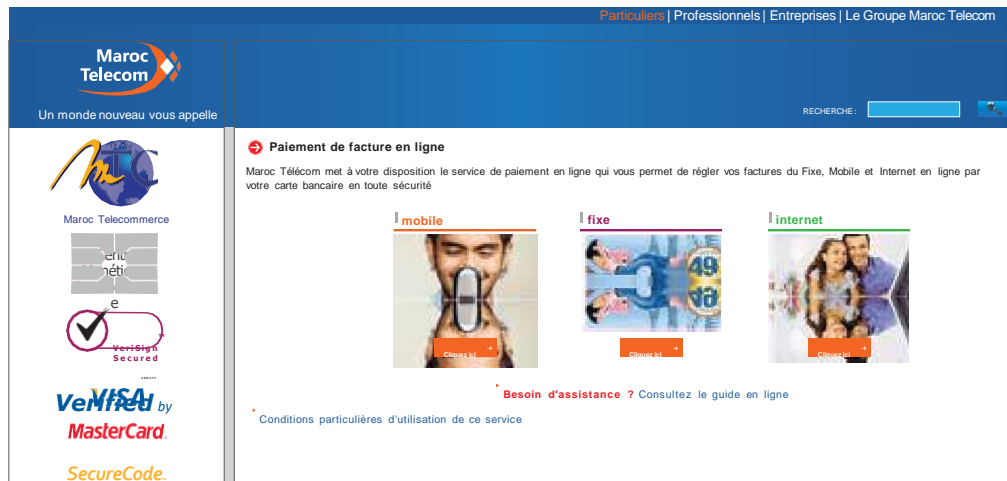 Particuliers | Professionnels | Entreprises | Le Groupe Maroc Telecom
Maroc
Telecom
Un monde nouveau vous appelle
RECHERCHE :
MTC
Maroc Telecommerce
e
VeriSign
Secured
Verified by
VISA
MasterCard.
SecureCode.
Paiement de facture en ligne
Maroc Télécom met à votre disposition le service de paiement en ligne qui vous permet de régler vos factures du Fixe, Mobile et Internet en ligne par
votre carte bancaire en toute sécurité
mobile
fixe
internet
49
Cliquez ici
Cliquez ici
Cliquez ici
Besoin d'assistance ? Consultez le guide en ligne
Conditions particulières d'utilisation de ce service